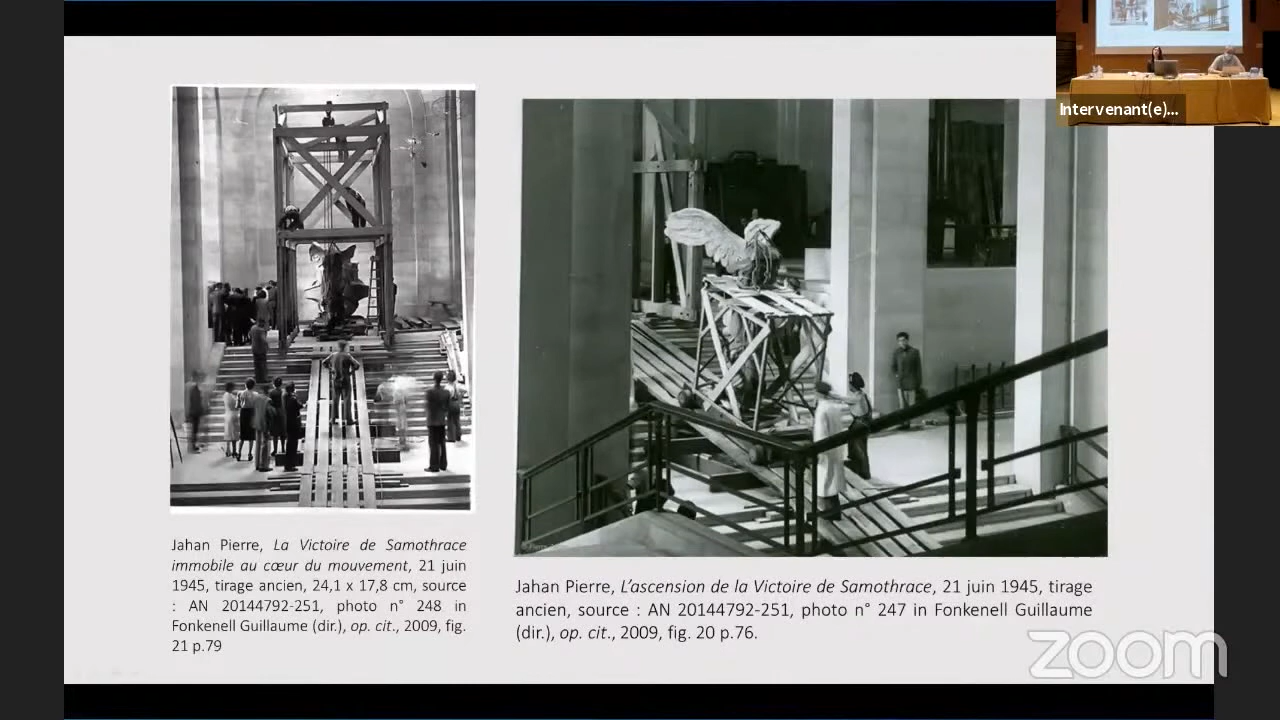 Intervenant(e)...
Jahan Pierre, La Victoire de Samothrace
immobile au cœur du mouvement, 21 juin
1945, tirage ancien, 24,1 x 17,8 cm, source
: AN 20144792-251, photo n° 248 in
Fonkenell Guillaume (dir.), op. cit., 2009, fig.
21 p.79
Jahan Pierre, L’ascension de la Victoire de Samothrace, 21 juin 1945, tirage
ancien, source : AN 20144792-251, photo n° 247 in Fonkenell Guillaume
(dir.), op. cit., 2009, fig. 20 p.76.
zoom